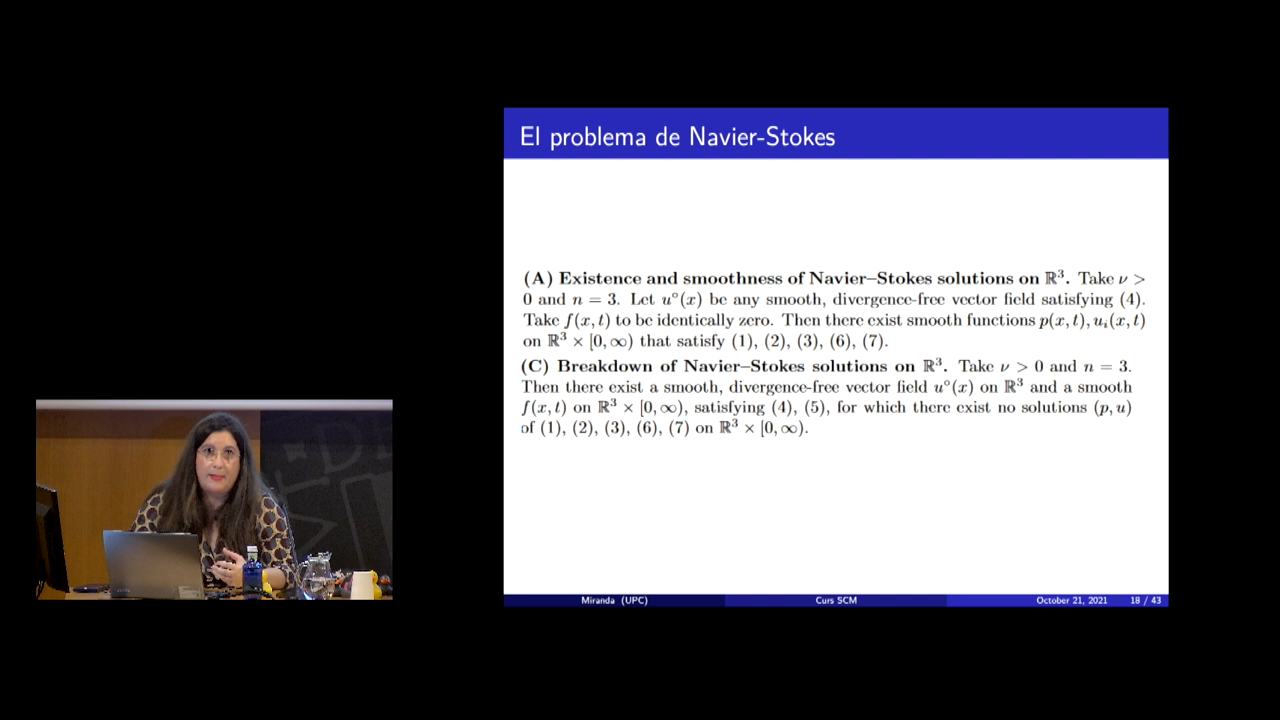 El problema de Navier-Stokes
(A) Existence and smoothness of Navier–Stokes solutions on ℝ³. Take ν >
0 and n = 3. Let u°(x) be any smooth, divergence-free vector field satisfying (4).
Take f(x, t) to be identically zero. Then there exist smooth functions p(x, t), uᵢ(x, t)
on ℝ³ × [0, ∞) that satisfy (1), (2), (3), (6), (7).
(C) Breakdown of Navier–Stokes solutions on ℝ³. Take ν > 0 and n = 3.
Then there exist a smooth, divergence-free vector field u°(x) on ℝ³ and a smooth
f(x, t) on ℝ³ × [0, ∞), satisfying (4), (5), for which there exist no solutions (p, u)
of (1), (2), (3), (6), (7) on ℝ³ × [0, ∞).
Miranda (UPC) Curs SCM October 21, 2021 18 / 43